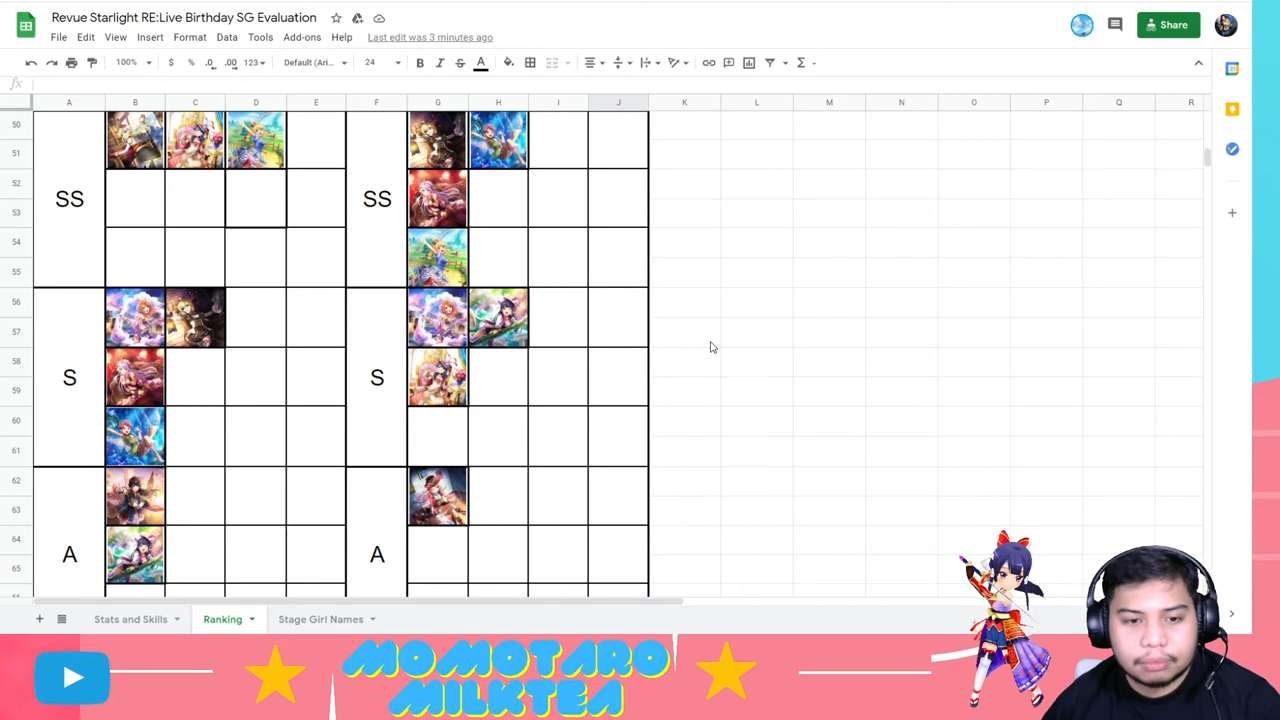 Revue Starlight RE:Live Birthday SG Evaluation
File Edit View Insert Format Data Tools Add-ons Help Last edit was 3 minutes ago
Share
100% $ % .0 .00 123 Default (Ari... 24 B I S A
fx
A B C D E F G H I J K L M N O P Q R
50
51
52
53
54
55
56
57
58
59
60
61
62
63
64
65
SS SS
S S
A A
Stats and Skills Ranking Stage Girl Names
MOMOTARO
MILKTEA